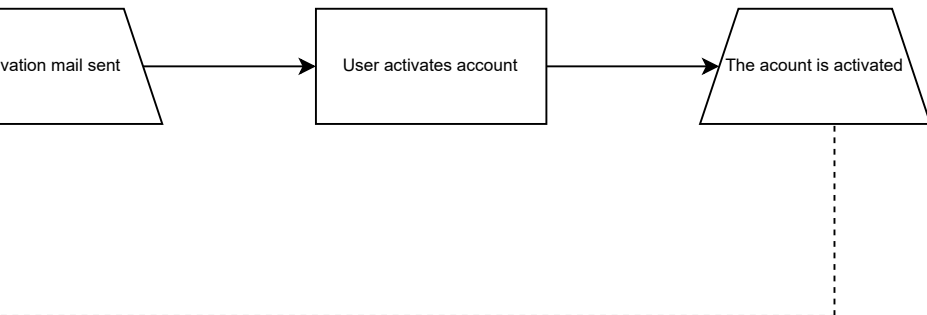 vation mail sent
User activates account
The acount is activated